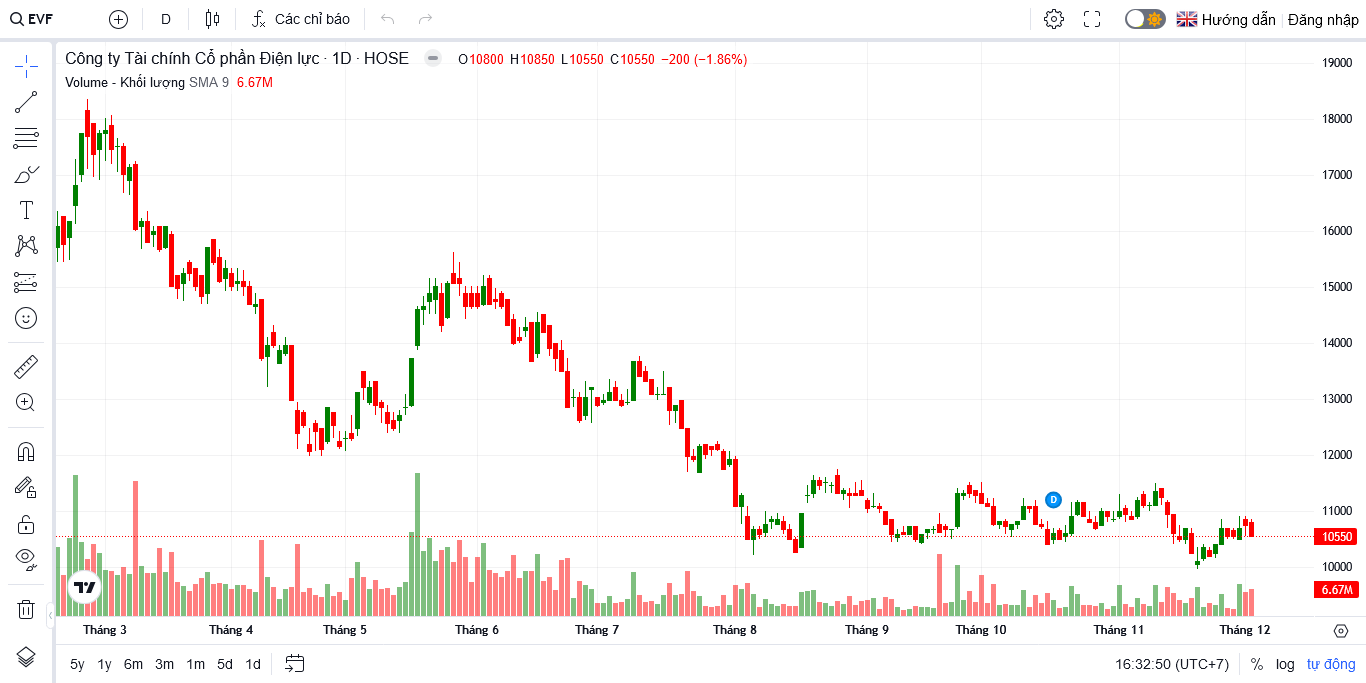 EVF D Các chỉ báo Hướng dẫn Đăng nhập
Công ty Tài chính Cổ phần Điện lực · 1D · HOSE O10800 H10850 L10550 C10550 −200 (−1.86%)
Volume - Khối lượng SMA 9 6.67M
19000
18000
17000
16000
15000
14000
13000
12000
11000
D
10550
10000
6.67M
Tháng 3 Tháng 4 Tháng 5 Tháng 6 Tháng 7 Tháng 8 Tháng 9 Tháng 10 Tháng 11 Tháng 12
5y 1y 6m 3m 1m 5d 1d 16:32:50 (UTC+7) % log tự động